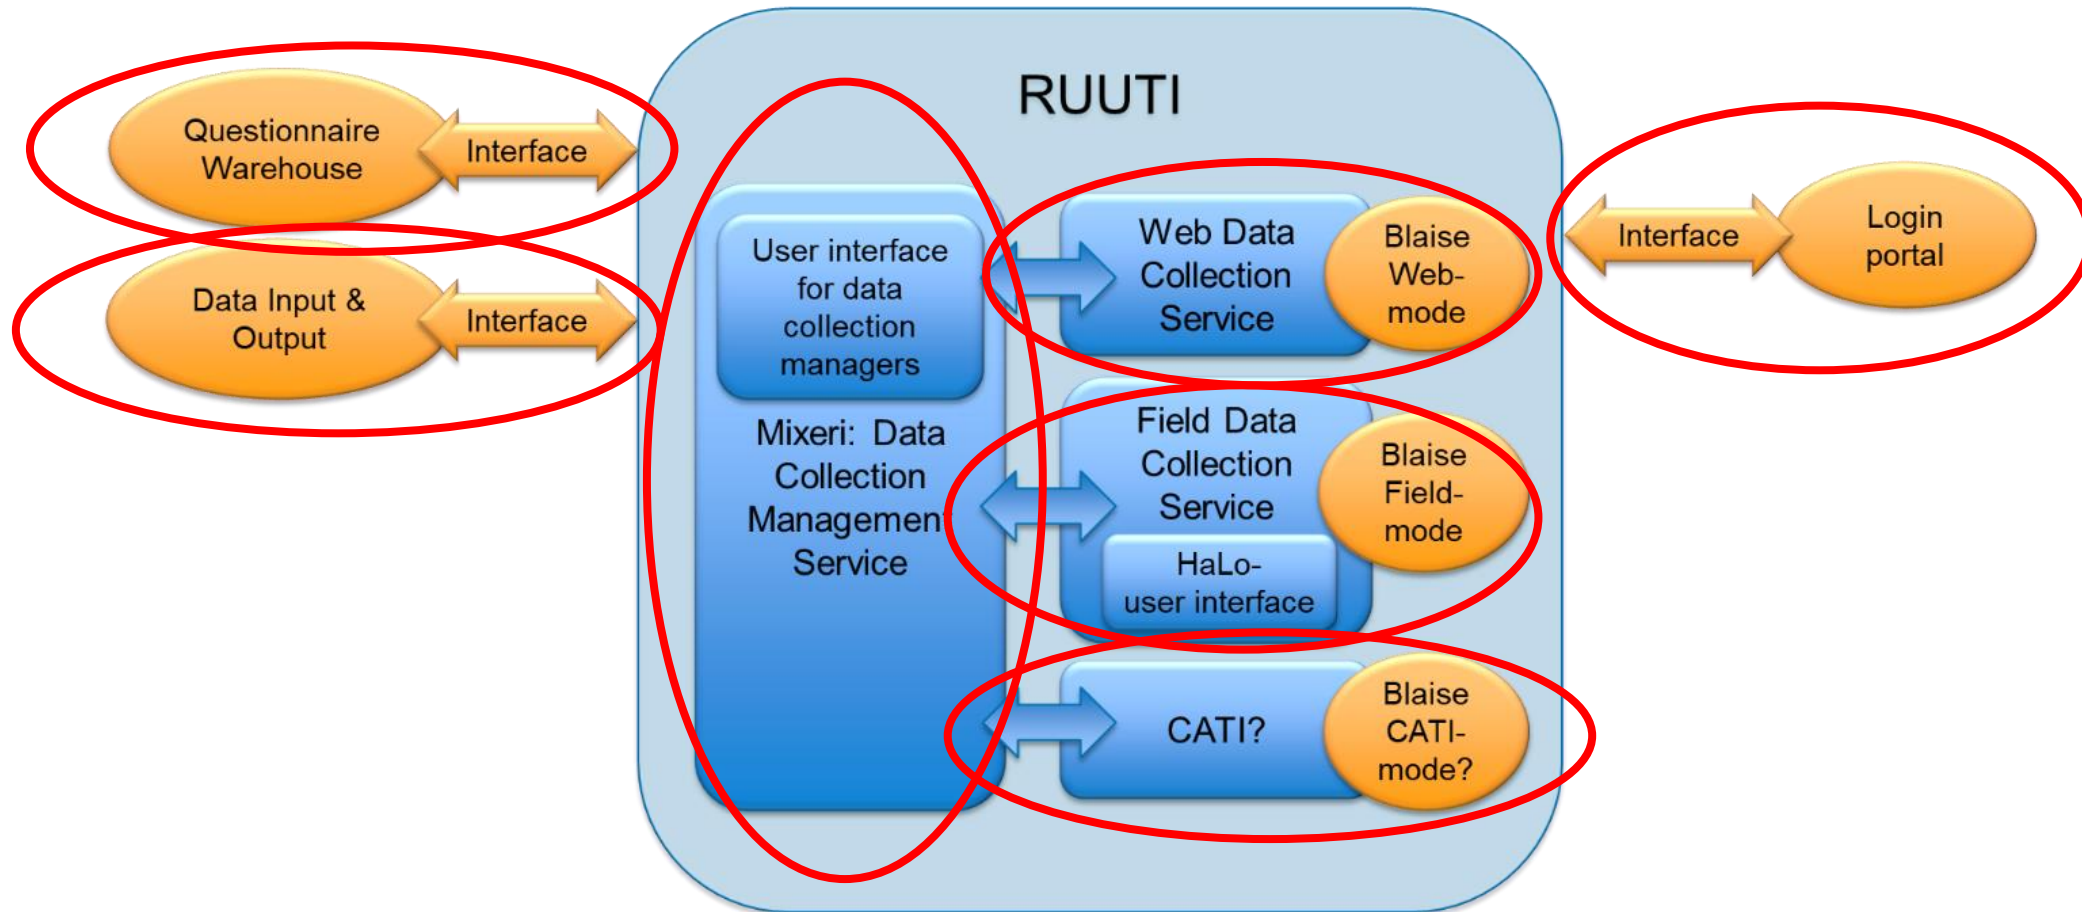 RUUTI
Questionnaire
Warehouse
Interface
Data Input &
Output
Interface
User interface
for data
collection
managers
Mixeri: Data
Collection
Management
Service
Web Data
Collection
Service
Blaise
Web-
mode
Field Data
Collection
Service
HaLo-
user interface
Blaise
Field-
mode
CATI?
Blaise
CATI-
mode?
Interface
Login
portal